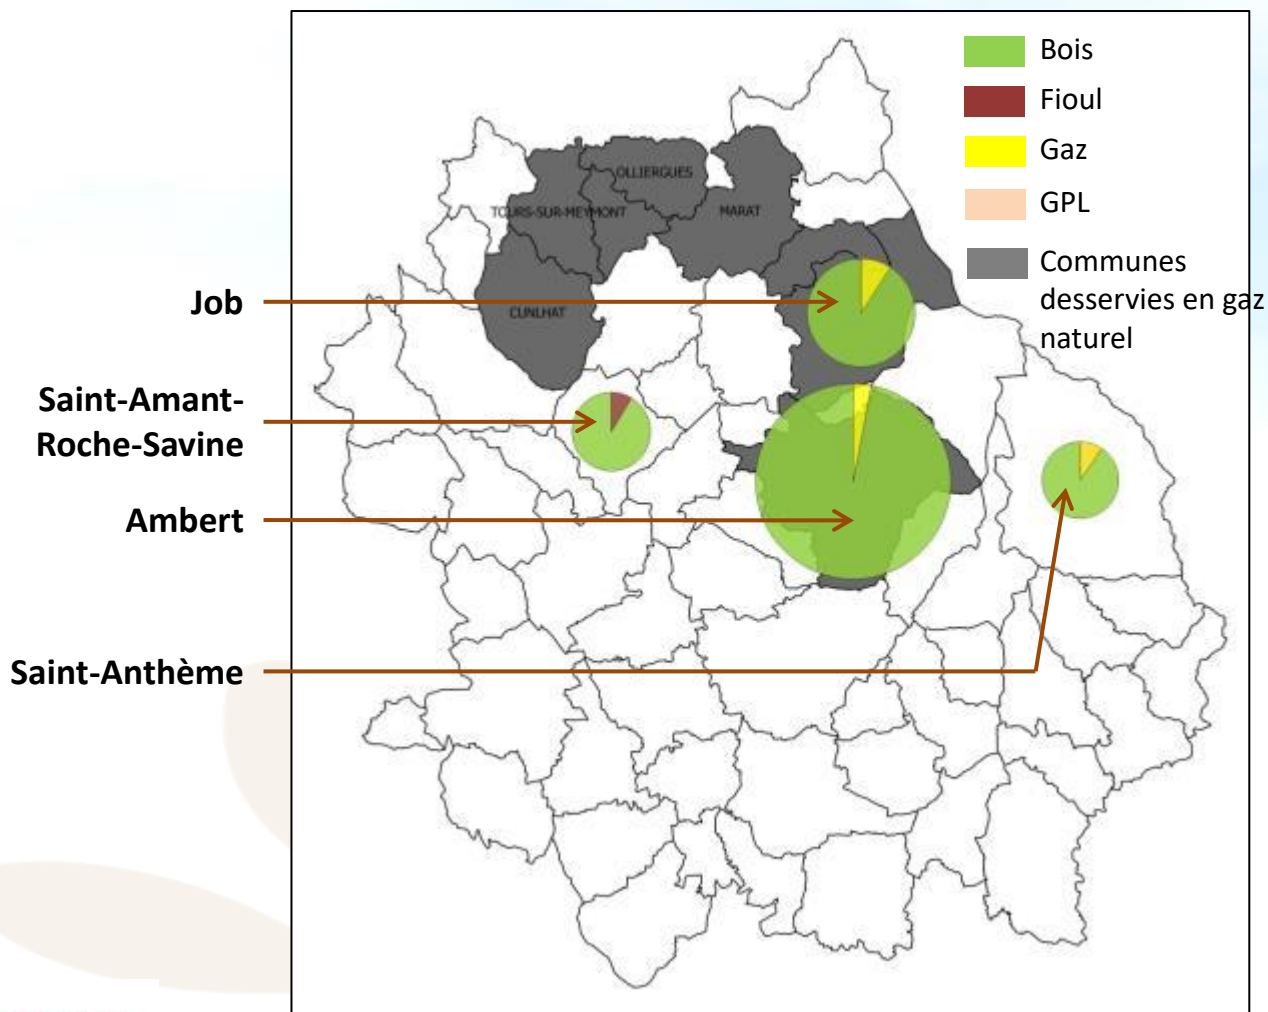 Bois
Fioul
Gaz
GPL
Communes
desservies en gaz
naturel
OLLIERGUES
TOURS-SUR-MEYMONT
MARAT
CUNLHAT
Job
Saint-Amant-
Roche-Savine
Ambert
Saint-Anthème